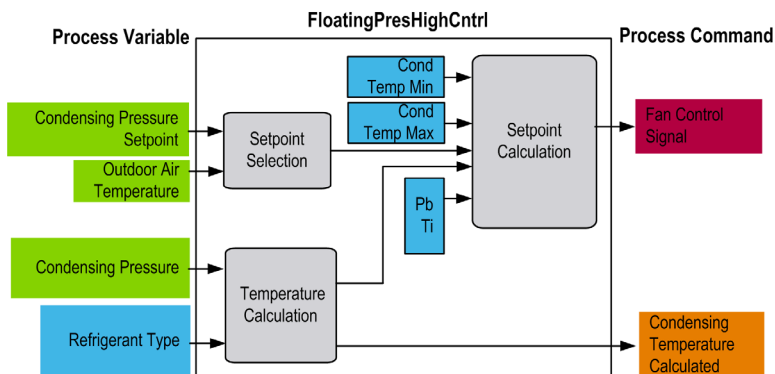 FloatingPresHighCntrl
Process Variable
Process Command
Cond
Temp Min
Cond
Temp Max
Condensing Pressure
Setpoint
Outdoor Air
Temperature
Setpoint
Selection
Setpoint
Calculation
Fan Control
Signal
Pb
Ti
Condensing Pressure
Refrigerant Type
Temperature
Calculation
Condensing
Temperature
Calculated